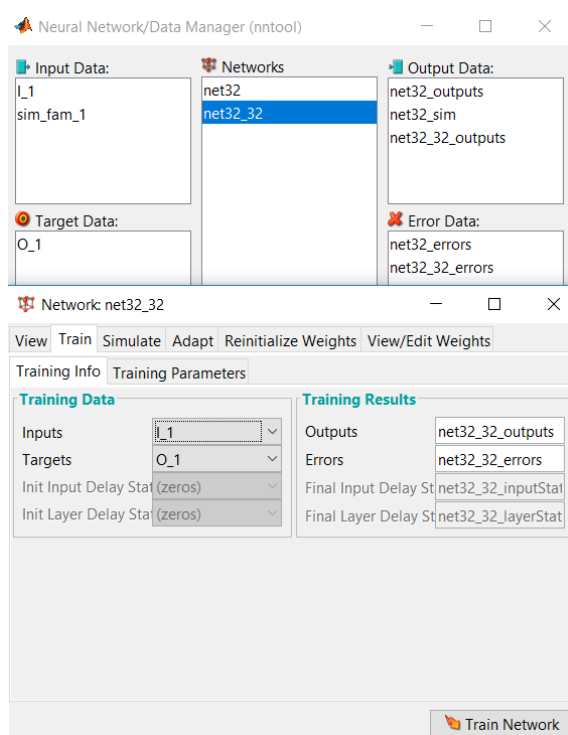 Neural Network/Data Manager (nntool)
Input Data:
I_1
sim_fam_1
Networks
net32
net32_32
Output Data:
net32_outputs
net32_sim
net32_32_outputs
Target Data:
O_1
Error Data:
net32_errors
net32_32_errors
Network: net32_32
View Train Simulate Adapt Reinitialize Weights View/Edit Weights
Training Info Training Parameters
Training Data
Inputs I_1
Targets O_1
Init Input Delay Stat (zeros)
Init Layer Delay Stat (zeros)
Training Results
Outputs net32_32_outputs
Errors net32_32_errors
Final Input Delay St net32_32_inputStat
Final Layer Delay St net32_32_layerStat
Train Network